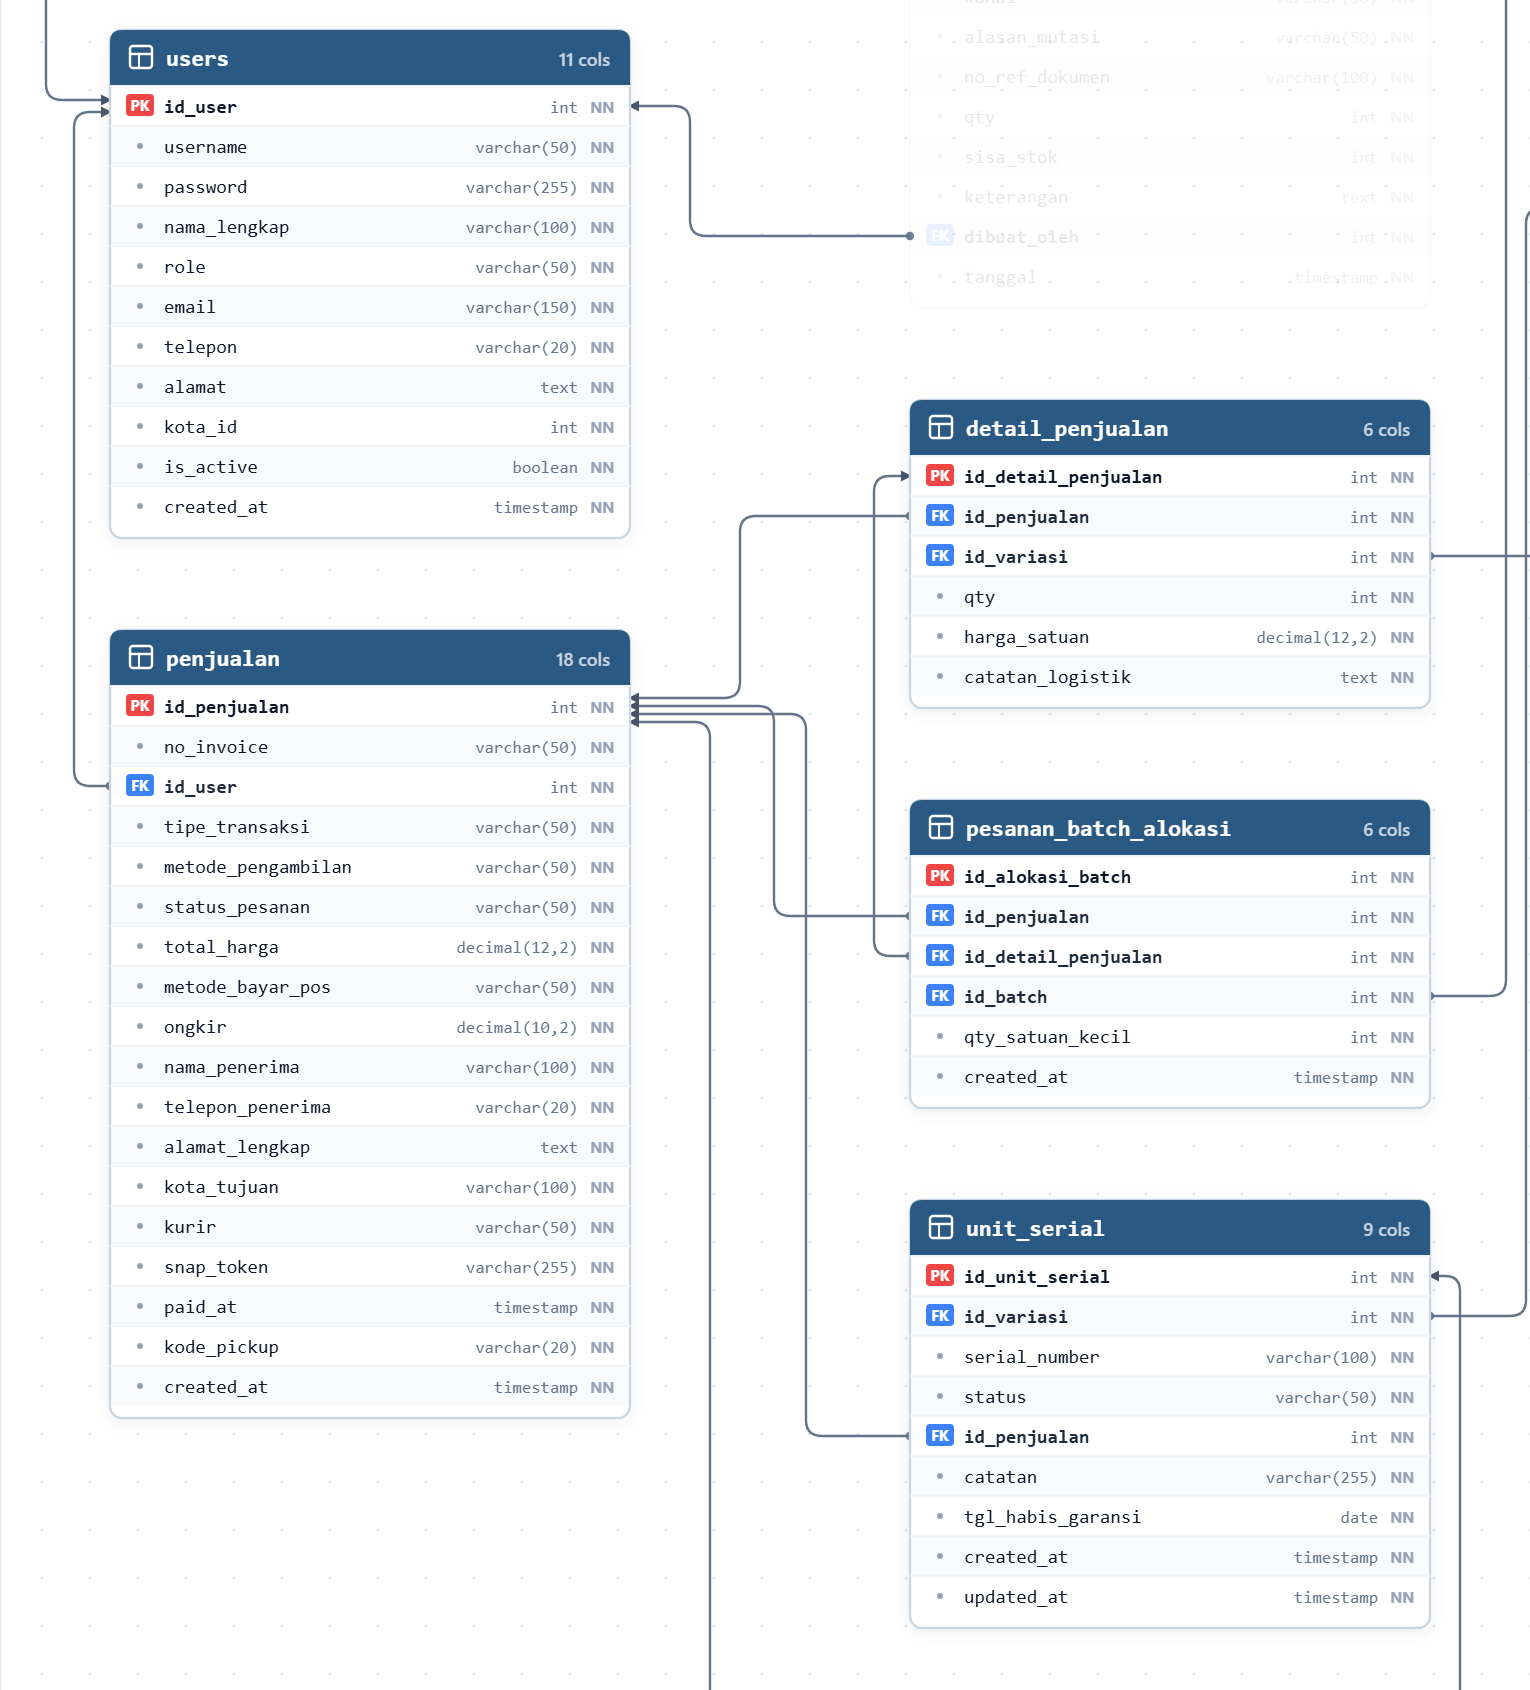 users 11 cols
PK id_user int NN
username varchar(50) NN
password varchar(255) NN
nama_lengkap varchar(100) NN
role varchar(50) NN
email varchar(150) NN
telepon varchar(20) NN
alamat text NN
kota_id int NN
is_active boolean NN
created_at timestamp NN
penjualan 18 cols
PK id_penjualan int NN
no_invoice varchar(50) NN
FK id_user int NN
tipe_transaksi varchar(50) NN
metode_pengambilan varchar(50) NN
status_pesanan varchar(50) NN
total_harga decimal(12,2) NN
metode_bayar_pos varchar(50) NN
ongkir decimal(10,2) NN
nama_penerima varchar(100) NN
telepon_penerima varchar(20) NN
alamat_lengkap text NN
kota_tujuan varchar(100) NN
kurir varchar(50) NN
snap_token varchar(255) NN
paid_at timestamp NN
kode_pickup varchar(20) NN
created_at timestamp NN
alasan_mutasi varchar(50) NN
no_ref_dokumen varchar(100) NN
qty int NN
sisa_stok int NN
keterangan text NN
FK dibuat_oleh int NN
tanggal timestamp NN
detail_penjualan 6 cols
PK id_detail_penjualan int NN
FK id_penjualan int NN
FK id_variasi int NN
qty int NN
harga_satuan decimal(12,2) NN
catatan_logistik text NN
pesanan_batch_alokasi 6 cols
PK id_alokasi_batch int NN
FK id_penjualan int NN
FK id_detail_penjualan int NN
FK id_batch int NN
qty_satuan_kecil int NN
created_at timestamp NN
unit_serial 9 cols
PK id_unit_serial int NN
FK id_variasi int NN
serial_number varchar(100) NN
status varchar(50) NN
FK id_penjualan int NN
catatan varchar(255) NN
tgl_habis_garansi date NN
created_at timestamp NN
updated_at timestamp NN